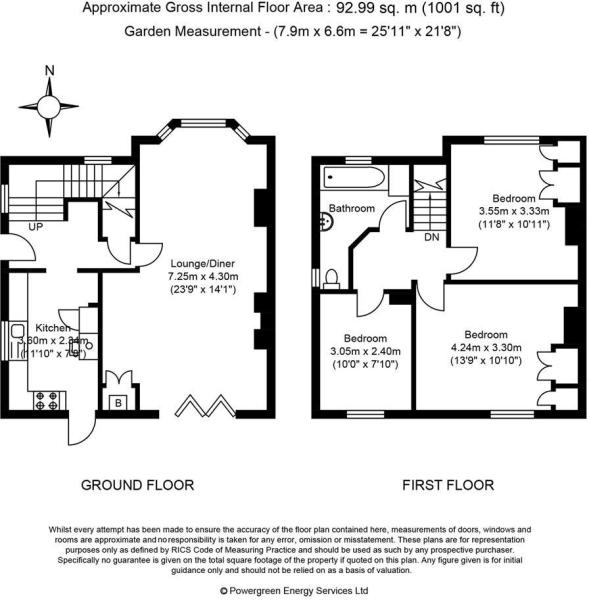 Approximate Gross Internal Floor Area : 92.99 sq. m (1001 sq. ft)
Garden Measurement - (7.9m x 6.6m = 25'11" x 21'8")
N
UP
Lounge/Diner
7.25m x 4.30m
(23'9" x 14'1")
Kitchen
3.60m x 2.34m
(11'10" x 7'8")
B
Bathroom
DN
Bedroom
3.55m x 3.33m
(11'8" x 10'11")
Bedroom
3.05m x 2.40m
(10'0" x 7'10")
Bedroom
4.24m x 3.30m
(13'9" x 10'10")
GROUND FLOOR
FIRST FLOOR
Whilst every attempt has been made to ensure the accuracy of the floor plan contained here, measurements of doors, windows and
rooms are approximate and no responsibility is taken for any error, omission or misstatement. These plans are for representation
purposes only as defined by RICS Code of Measuring Practice and should be used as such by any prospective purchaser.
Specifically no guarantee is given on the total square footage of the property if quoted on this plan. Any figure given is for initial
guidance only and should not be relied on as a basis of valuation.
© Powergreen Energy Services Ltd